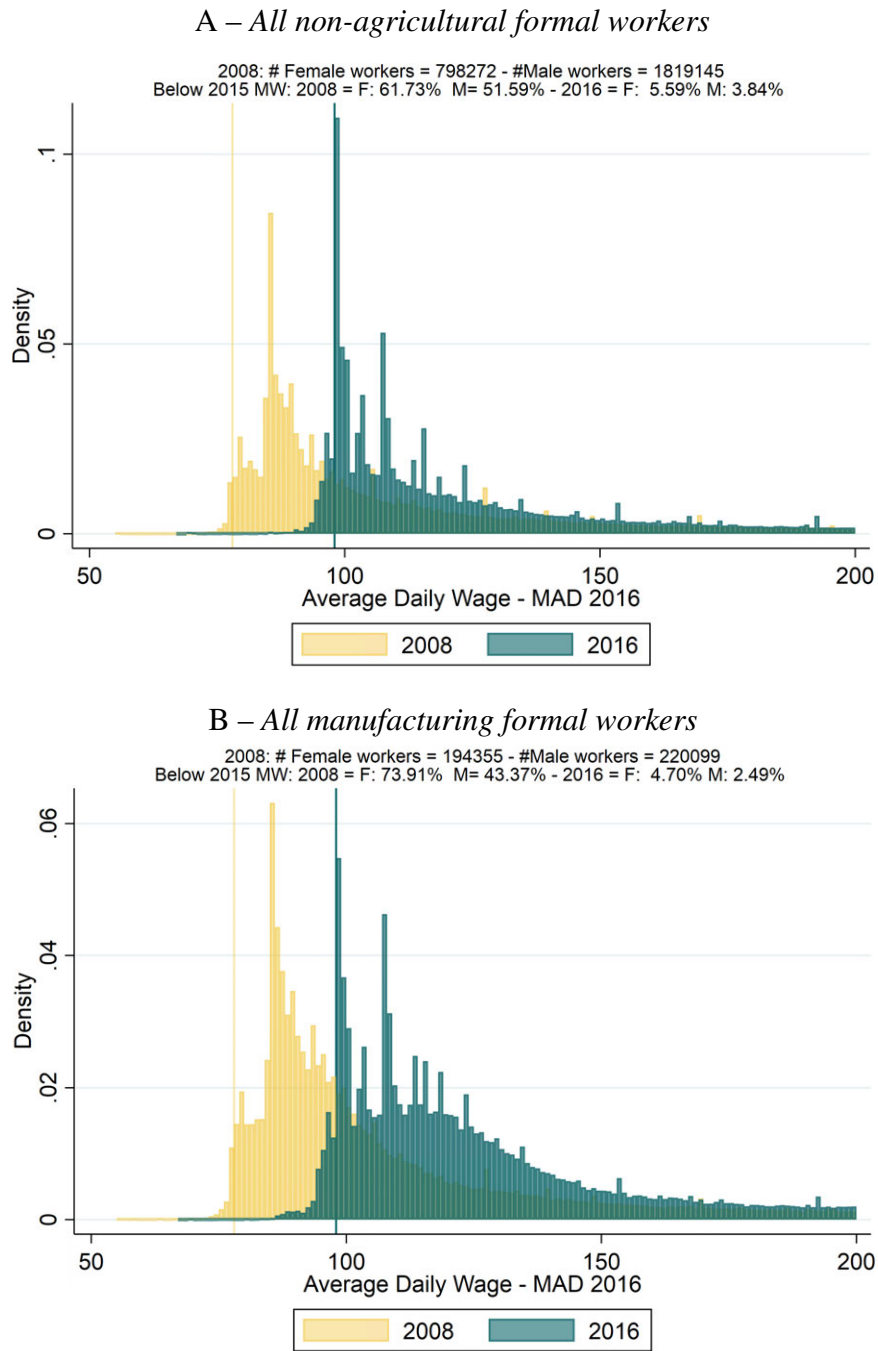 A – All non-agricultural formal workers
2008: # Female workers = 798272 - #Male workers = 1819145
Below 2015 MW: 2008 = F: 61.73%  M= 51.59% - 2016 = F:  5.59% M: 3.84%
.1
.05
0
Density
50 100 150 200
Average Daily Wage - MAD 2016
2008 2016
B – All manufacturing formal workers
2008: # Female workers = 194355 - #Male workers = 220099
Below 2015 MW: 2008 = F: 73.91%  M= 43.37% - 2016 = F:  4.70% M: 2.49%
.06
.04
.02
0
Density
50 100 150 200
Average Daily Wage - MAD 2016
2008 2016